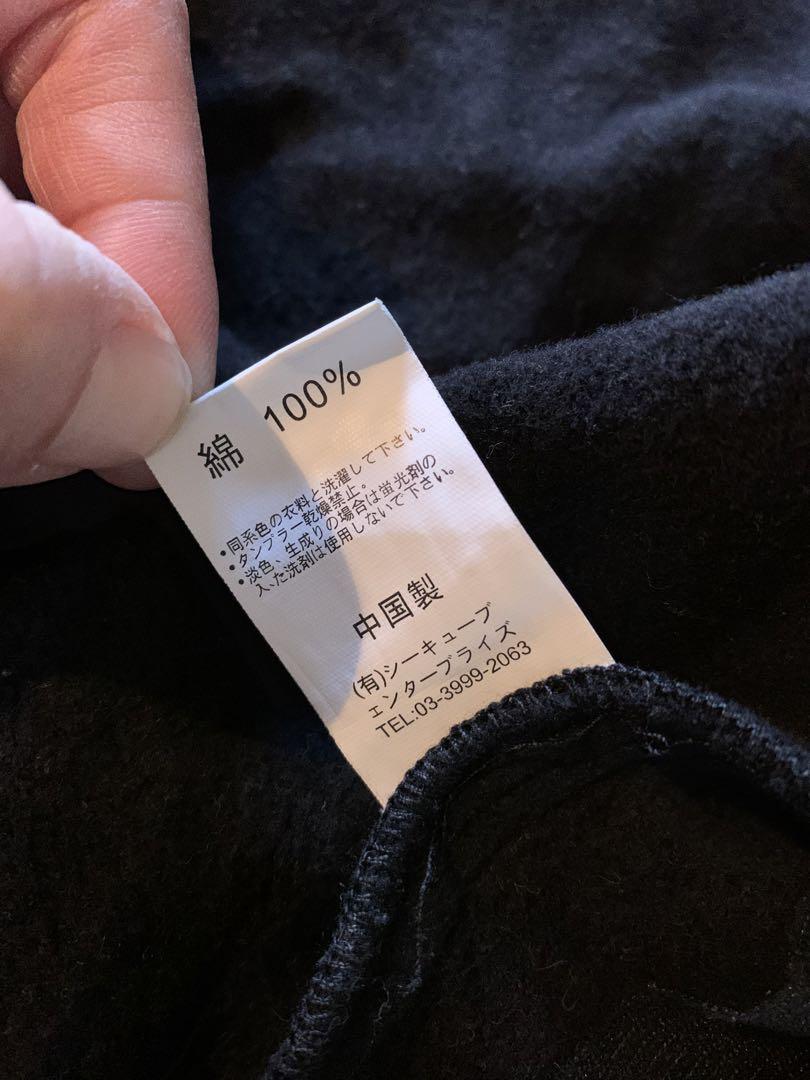 綿 100%
・同系色の衣料と洗濯して下さい。
・タンブラー乾燥禁止。
・淡色、生成りの場合は蛍光剤の
入った洗剤は使用しないで下さい。
中国製
(有)シーキューブ
エンタープライズ
TEL:03-3999-2063